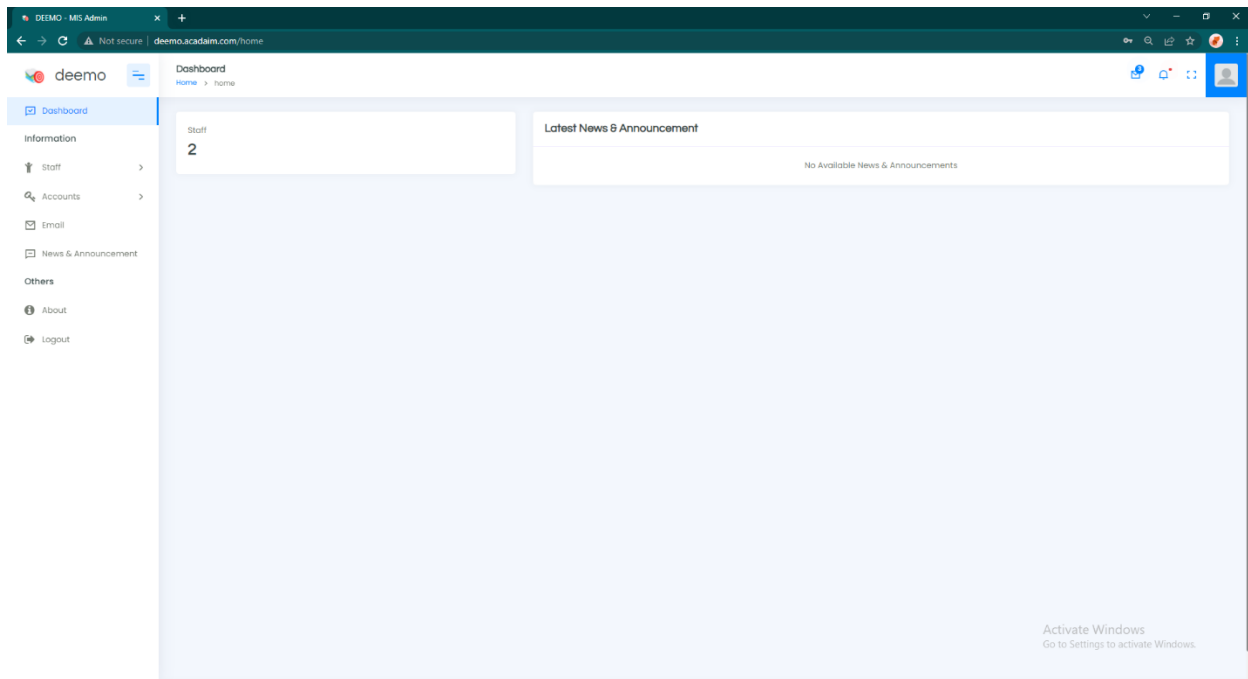 DEEMO - MIS Admin
Not secure | deemo.acadaim.com/home
deemo
Dashboard
Home > home
3
Dashboard
Information
Staff
Accounts
Email
News & Announcement
Others
About
Logout
Staff
2
Latest News & Announcement
No Available News & Announcements
Activate Windows
Go to Settings to activate Windows.